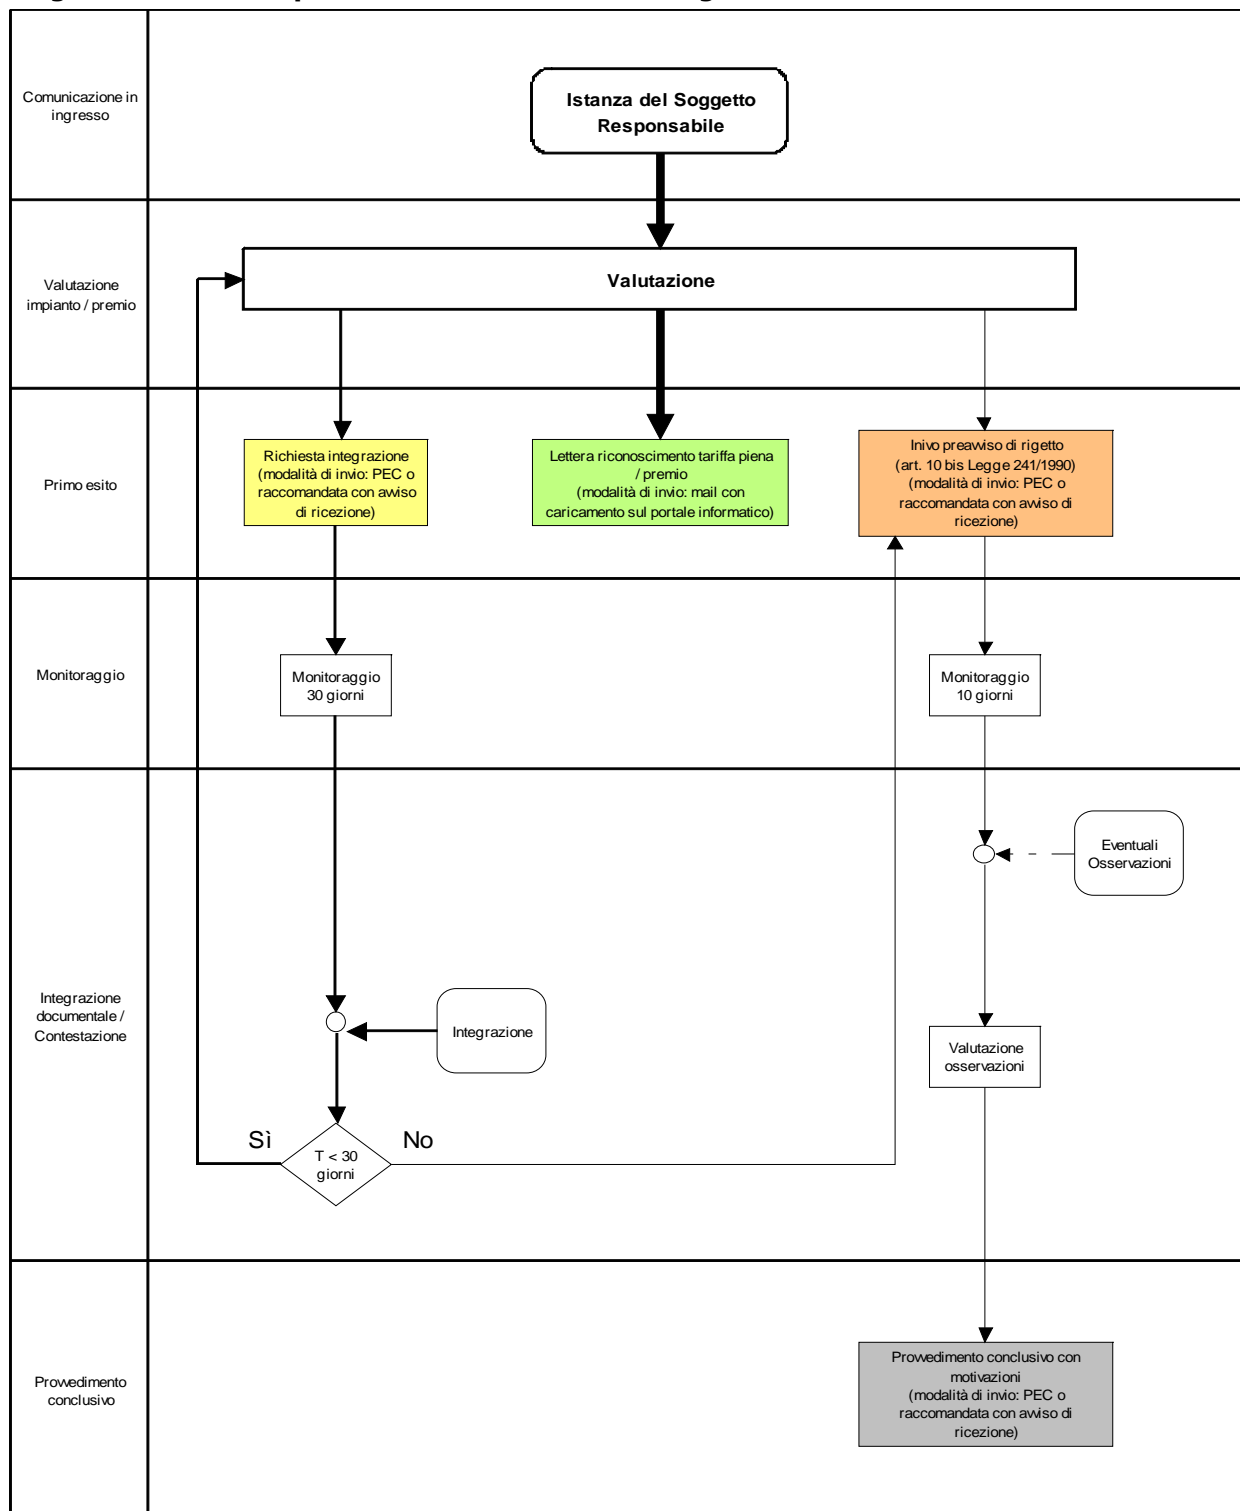 Comunicazione in
ingresso
Istanza del Soggetto
Responsabile
Valutazione
impianto / premio
Valutazione
Primo esito
Richiesta integrazione
(modalità di invio: PEC o
raccomandata con avviso
di ricezione)
Lettera riconoscimento tariffa piena
/ premio
(modalità di invio: mail con
caricamento sul portale informatico)
Inivo preavviso di rigetto
(art. 10 bis Legge 241/1990)
(modalità di invio: PEC o
raccomandata con avviso di
ricezione)
Monitoraggio
Monitoraggio
30 giorni
Monitoraggio
10 giorni
Integrazione
documentale /
Contestazione
Eventuali
Osservazioni
Integrazione
Valutazione
osservazioni
Sì
T < 30
giorni
No
Provvedimento
conclusivo
Provvedimento conclusivo con
motivazioni
(modalità di invio: PEC o
raccomandata con avviso di
ricezione)